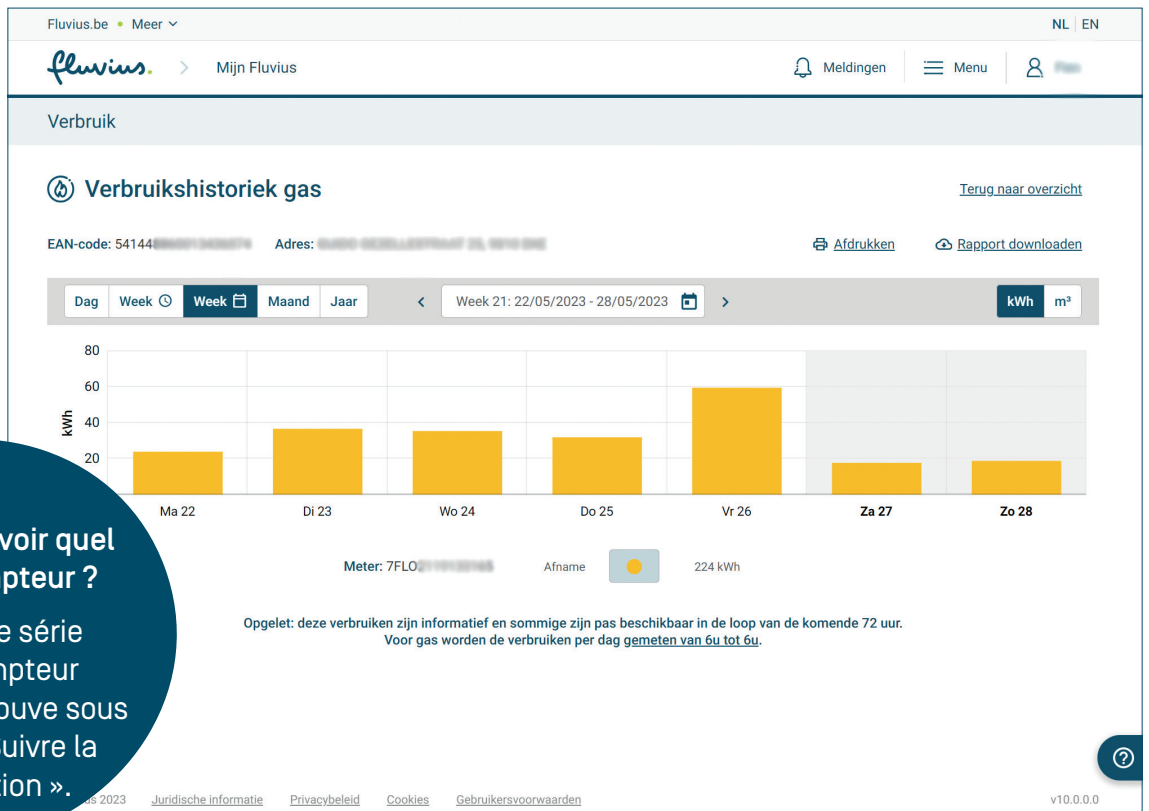 Fluvius.be • Meer
NL | EN
fluvius. > Mijn Fluvius
Meldingen
Menu
Verbruik
Verbruikshistoriek gas
Terug naar overzicht
EAN-code: 54144
Adres:
Afdrukken
Rapport downloaden
Dag
Week
Week
Maand
Jaar
< Week 21: 22/05/2023 - 28/05/2023 >
kWh
m³
80
60
40
20
kWh
Ma 22
Di 23
Wo 24
Do 25
Vr 26
Za 27
Zo 28
Meter: 7FLO
Afname
224 kWh
Opgelet: deze verbruiken zijn informatief en sommige zijn pas beschikbaar in de loop van de komende 72 uur.
Voor gas worden de verbruiken per dag gemeten van 6u tot 6u.
voir quel
pteur ?
e série
mpteur
ouve sous
uivre la
tion ».
s 2023
Juridische informatie
Privacybeleid
Cookies
Gebruikersvoorwaarden
v10.0.0.0